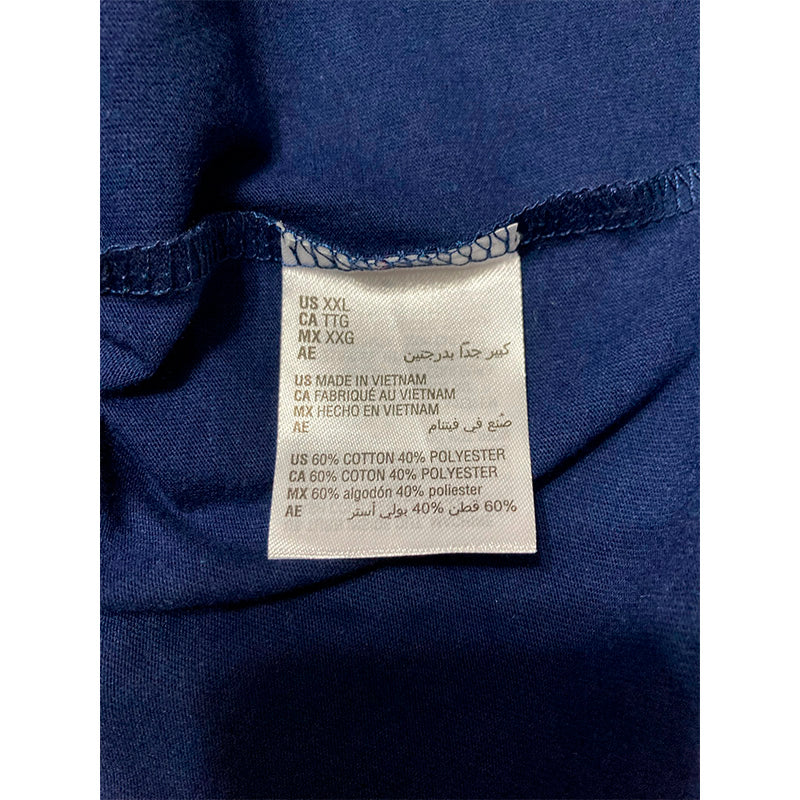 US XXL
CA TTG
MX XXG
AE كبير جدًا بدرجتين
US MADE IN VIETNAM
CA FABRIQUÉ AU VIETNAM
MX HECHO EN VIETNAM
AE صُنع في فيتنام
US 60% COTTON 40% POLYESTER
CA 60% COTON 40% POLYESTER
MX 60% algodón 40% poliester
AE 60% قطن 40% بولي أستر